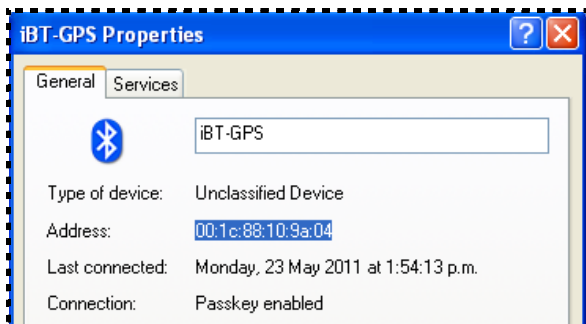 iBT-GPS Properties
General Services
iBT-GPS
Type of device: Unclassified Device
Address: 00:1c:88:10:9a:04
Last connected: Monday, 23 May 2011 at 1:54:13 p.m.
Connection: Passkey enabled